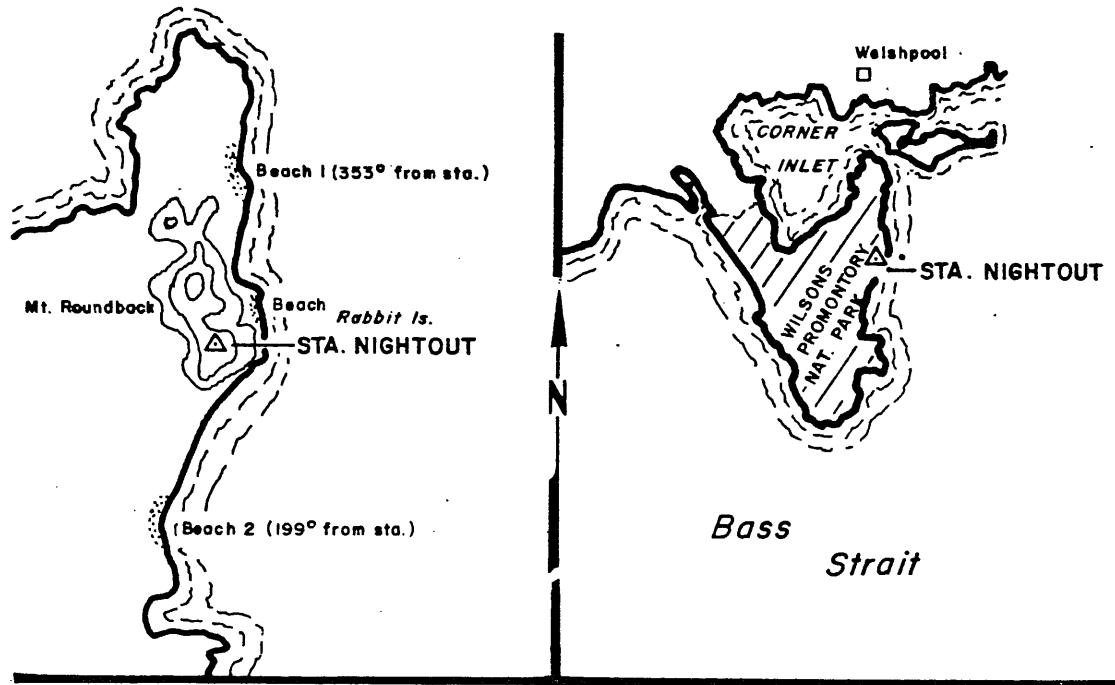 Beach 1 (353° from sta.)
Mt. Roundback
Beach
Rabbit Is.
STA. NIGHTOUT
Beach 2 (199° from sta.)
N
Welshpool
CORNER
INLET
WILSONS
PROMONTORY
NAT. PARK
STA. NIGHTOUT
Bass
Strait